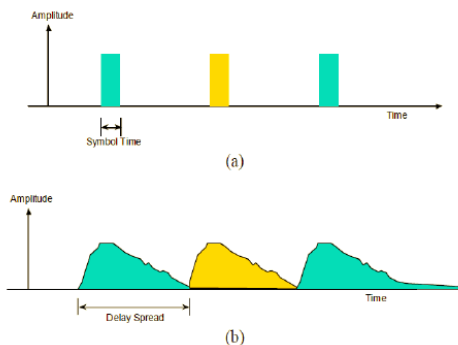 Amplitude
Time
Symbol Time
(a)
Amplitude
Time
Delay Spread
(b)